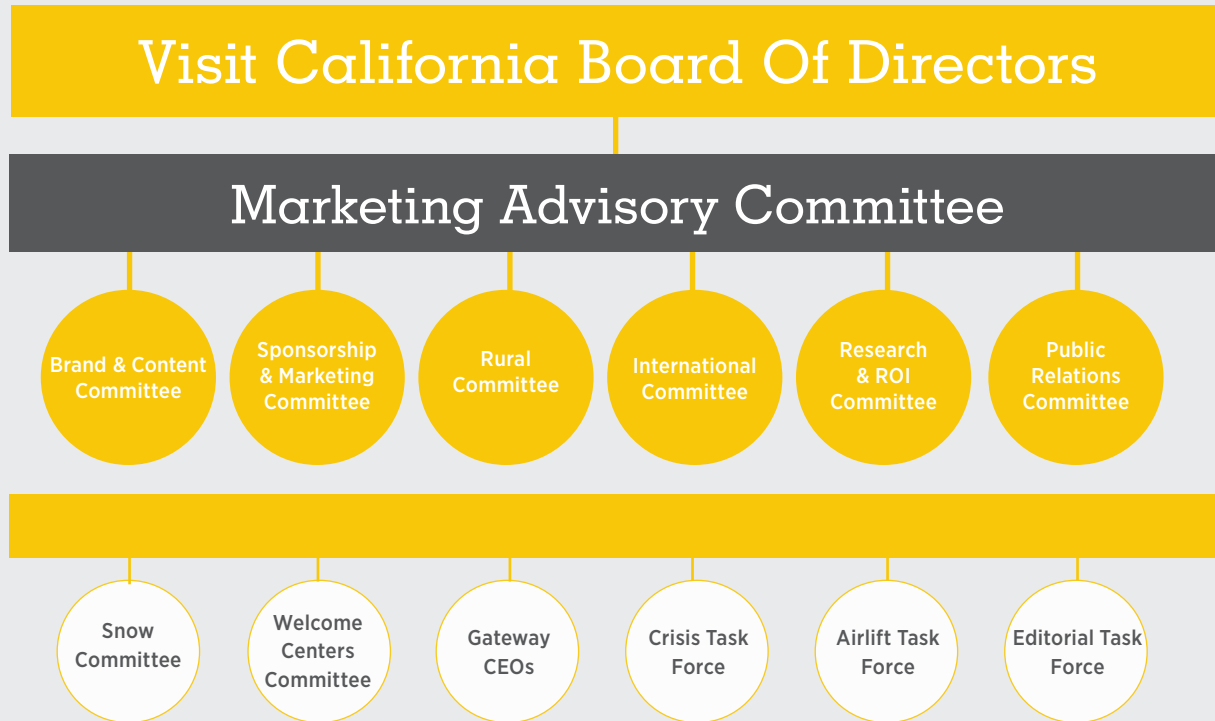 Visit California Board Of Directors
Marketing Advisory Committee
Brand & Content
Committee
Sponsorship
& Marketing
Committee
Rural
Committee
International
Committee
Research
& ROI
Committee
Public
Relations
Committee
Snow
Committee
Welcome
Centers
Committee
Gateway
CEOs
Crisis Task
Force
Airlift Task
Force
Editorial Task
Force